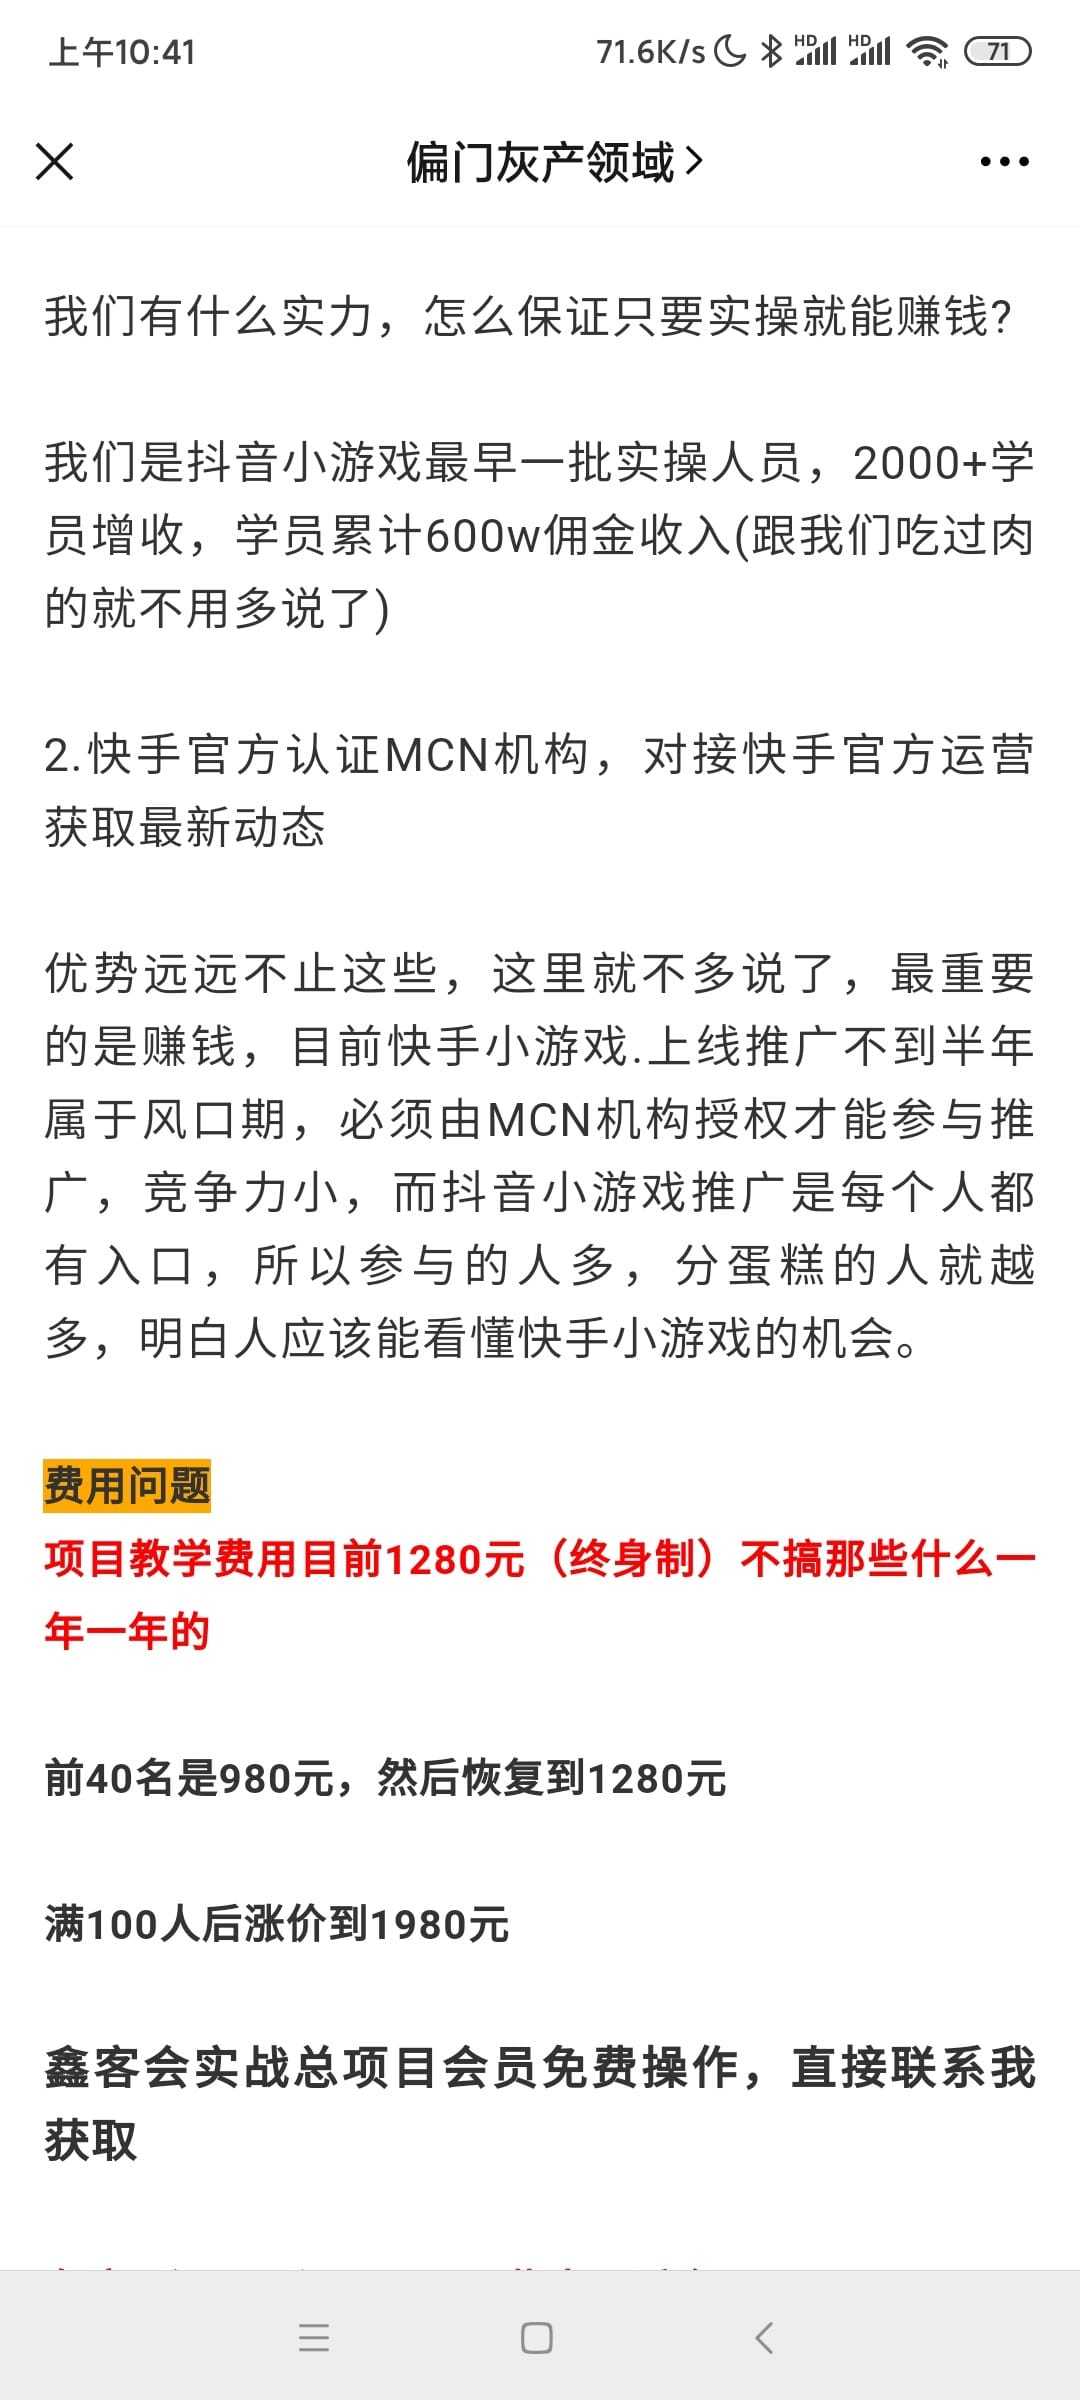 上午10:41
71.6K/s HD HD 71
偏门灰产领域
我们有什么实力，怎么保证只要实操就能赚钱?
我们是抖音小游戏最早一批实操人员，2000+学
员增收，学员累计600w佣金收入(跟我们吃过肉
的就不用多说了)
2.快手官方认证MCN机构，对接快手官方运营
获取最新动态
优势远远不止这些，这里就不多说了，最重要
的是赚钱，目前快手小游戏.上线推广不到半年
属于风口期，必须由MCN机构授权才能参与推
广，竞争力小，而抖音小游戏推广是每个人都
有入口，所以参与的人多，分蛋糕的人就越
多，明白人应该能看懂快手小游戏的机会。
费用问题
项目教学费用目前1280元（终身制）不搞那些什么一
年一年的
前40名是980元，然后恢复到1280元
满100人后涨价到1980元
鑫客会实战总项目会员免费操作，直接联系我
获取